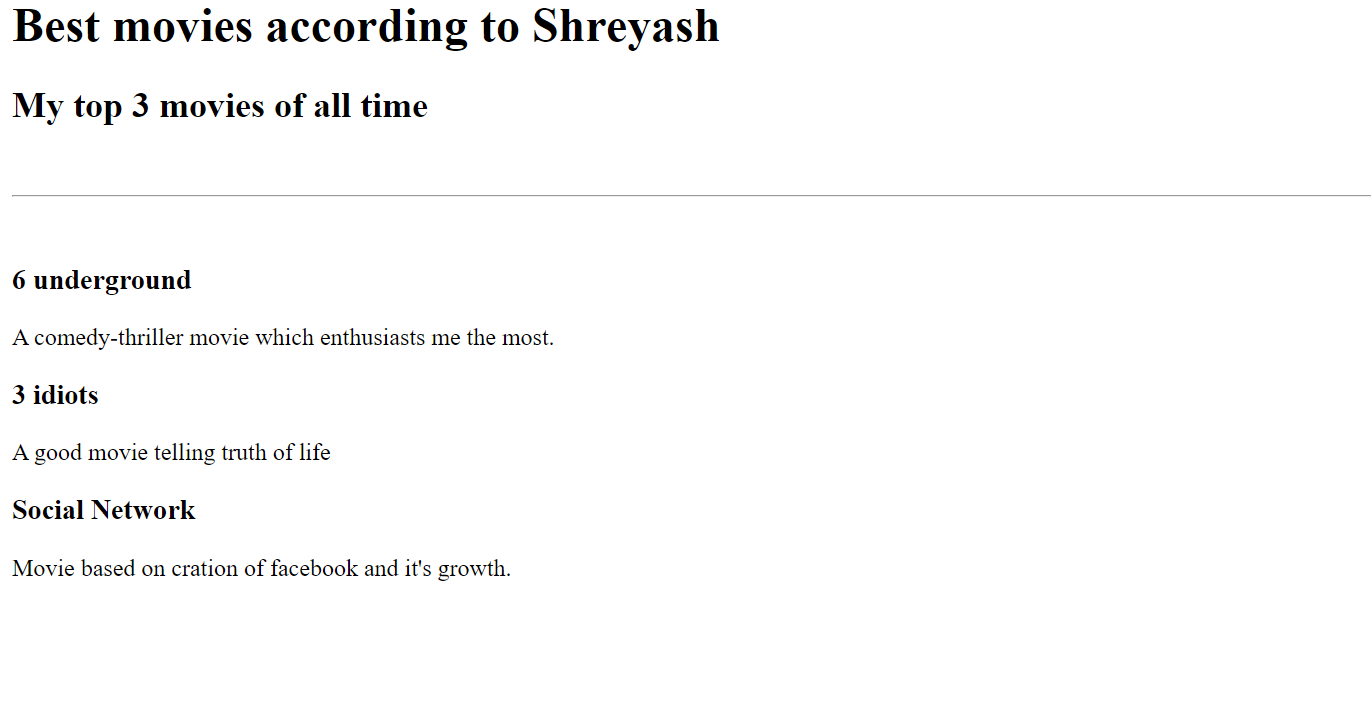 Best movies according to Shreyash
My top 3 movies of all time
6 underground
A comedy-thriller movie which enthusiasts me the most.
3 idiots
A good movie telling truth of life
Social Network
Movie based on cration of facebook and it's growth.